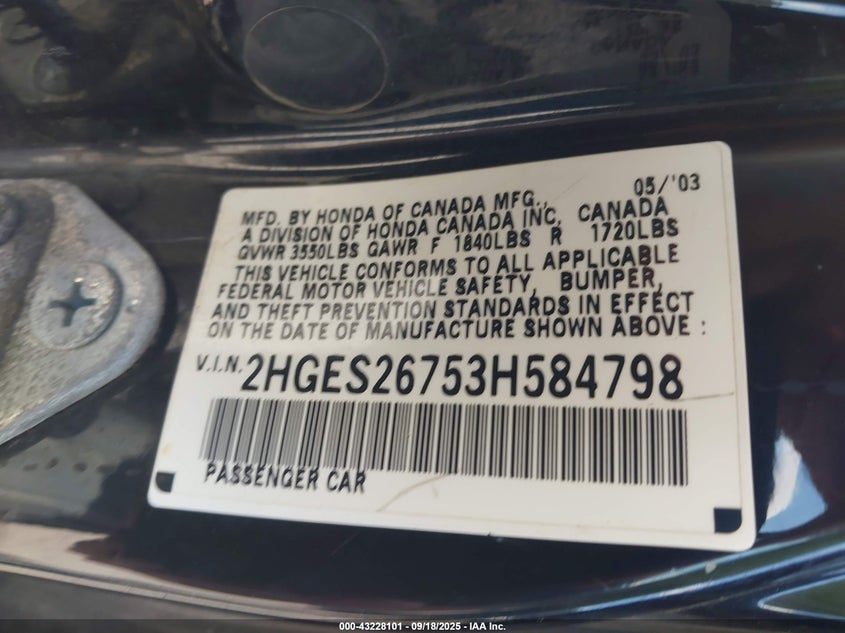 05/'03
MFD. BY HONDA OF CANADA MFG.,
A DIVISION OF HONDA CANADA INC. CANADA
GVWR 3550LBS GAWR F 1840LBS R 1720LBS
THIS VEHICLE CONFORMS TO ALL APPLICABLE
FEDERAL MOTOR VEHICLE SAFETY, BUMPER,
AND THEFT PREVENTION STANDARDS IN EFFECT
ON THE DATE OF MANUFACTURE SHOWN ABOVE :
V.I.N. 2HGES26753H584798
PASSENGER CAR
000-43228101 - 09/18/2025 - IAA Inc.